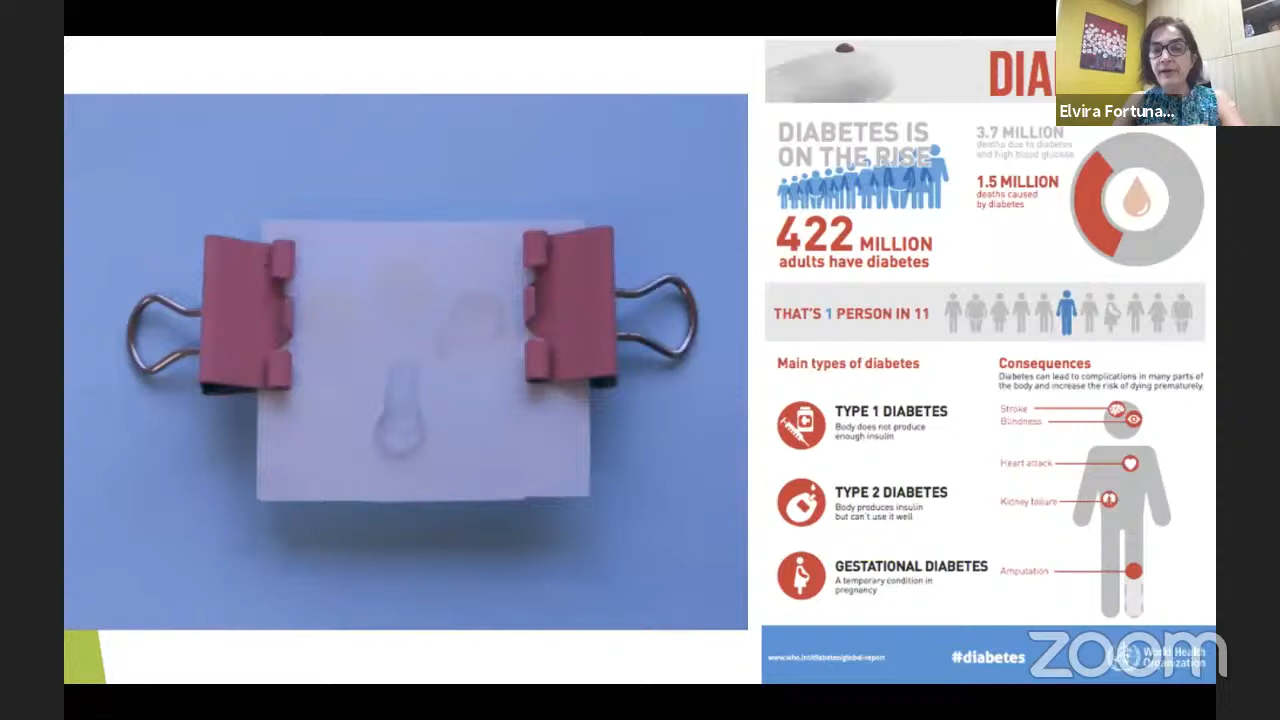 DIA
Elvira Fortuna...
DIABETES IS
ON THE RISE
422 MILLION
adults have diabetes
3.7 MILLION
deaths due to diabetes
and high blood glucose
1.5 MILLION
deaths caused
by diabetes
THAT'S 1 PERSON IN 11
Main types of diabetes
TYPE 1 DIABETES
Body does not produce
enough insulin
TYPE 2 DIABETES
Body produces insulin
but can't use it well
GESTATIONAL DIABETES
A temporary condition in
pregnancy
Consequences
Diabetes can lead to complications in many parts of
the body and increase the risk of dying prematurely.
Stroke
Blindness
Heart attack
Kidney failure
Amputation
www.who.int/diabetes/global-report
#diabetes
World Health
Organization
zoom